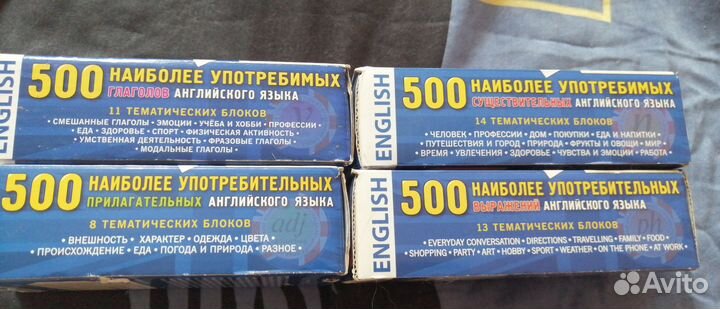 ENGLISH
500 НАИБОЛЕЕ УПОТРЕБИМЫХ
ГЛАГОЛОВ АНГЛИЙСКОГО ЯЗЫКА
11 ТЕМАТИЧЕСКИХ БЛОКОВ
• СМЕШАННЫЕ ГЛАГОЛЫ • ЭМОЦИИ • УЧЁБА И ХОББИ • ПРОФЕССИИ •
• ЕДА • ЗДОРОВЬЕ • СПОРТ • ФИЗИЧЕСКАЯ АКТИВНОСТЬ •
• УМСТВЕННАЯ ДЕЯТЕЛЬНОСТЬ • ФРАЗОВЫЕ ГЛАГОЛЫ •
• МОДАЛЬНЫЕ ГЛАГОЛЫ •
ENGLISH
500 НАИБОЛЕЕ УПОТРЕБИМЫХ
СУЩЕСТВИТЕЛЬНЫХ АНГЛИЙСКОГО ЯЗЫКА
14 ТЕМАТИЧЕСКИХ БЛОКОВ
• ЧЕЛОВЕК • ПРОФЕССИИ • ДОМ • ПОКУПКИ • ЕДА И НАПИТКИ •
• ПУТЕШЕСТВИЯ И ГОРОД • ПРИРОДА • ФРУКТЫ И ОВОЩИ • МИР •
• ВРЕМЯ • УВЛЕЧЕНИЯ • ЗДОРОВЬЕ • ЧУВСТВА И ЭМОЦИИ • РАБОТА •
500 НАИБОЛЕЕ УПОТРЕБИТЕЛЬНЫХ
ПРИЛАГАТЕЛЬНЫХ АНГЛИЙСКОГО ЯЗЫКА
adj
8 ТЕМАТИЧЕСКИХ БЛОКОВ
• ВНЕШНОСТЬ • ХАРАКТЕР • ОДЕЖДА • ЦВЕТА •
• ПРОИСХОЖДЕНИЕ • ЕДА • ПОГОДА И ПРИРОДА • РАЗНОЕ •
ENGLISH
500 НАИБОЛЕЕ УПОТРЕБИТЕЛЬНЫХ
ВЫРАЖЕНИЙ АНГЛИЙСКОГО ЯЗЫКА
ph
13 ТЕМАТИЧЕСКИХ БЛОКОВ
• EVERYDAY CONVERSATION • DIRECTIONS • TRAVELLING • FAMILY • FOOD •
• SHOPPING • PARTY • ART • HOBBY • SPORT • WEATHER • ON THE PHONE • AT WORK •
Avito